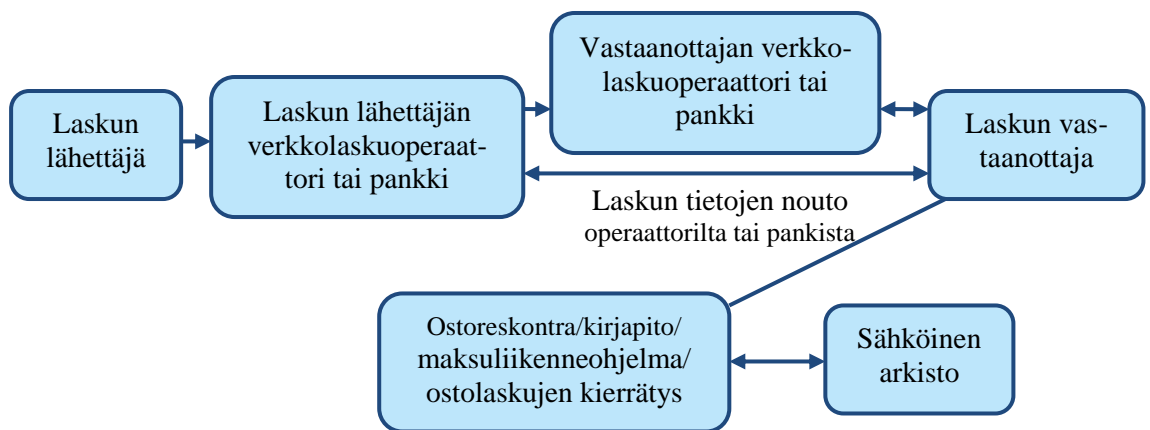 Laskun
lähettäjä
Laskun lähettäjän
verkkolaskuoperaat-
tori tai pankki
Vastaanottajan verkko-
laskuoperaattori tai
pankki
Laskun vas-
taanottaja
Laskun tietojen nouto
operaattorilta tai pankista
Ostoreskontra/kirjapito/
maksuliikenneohjelma/
ostolaskujen kierrätys
Sähköinen
arkisto